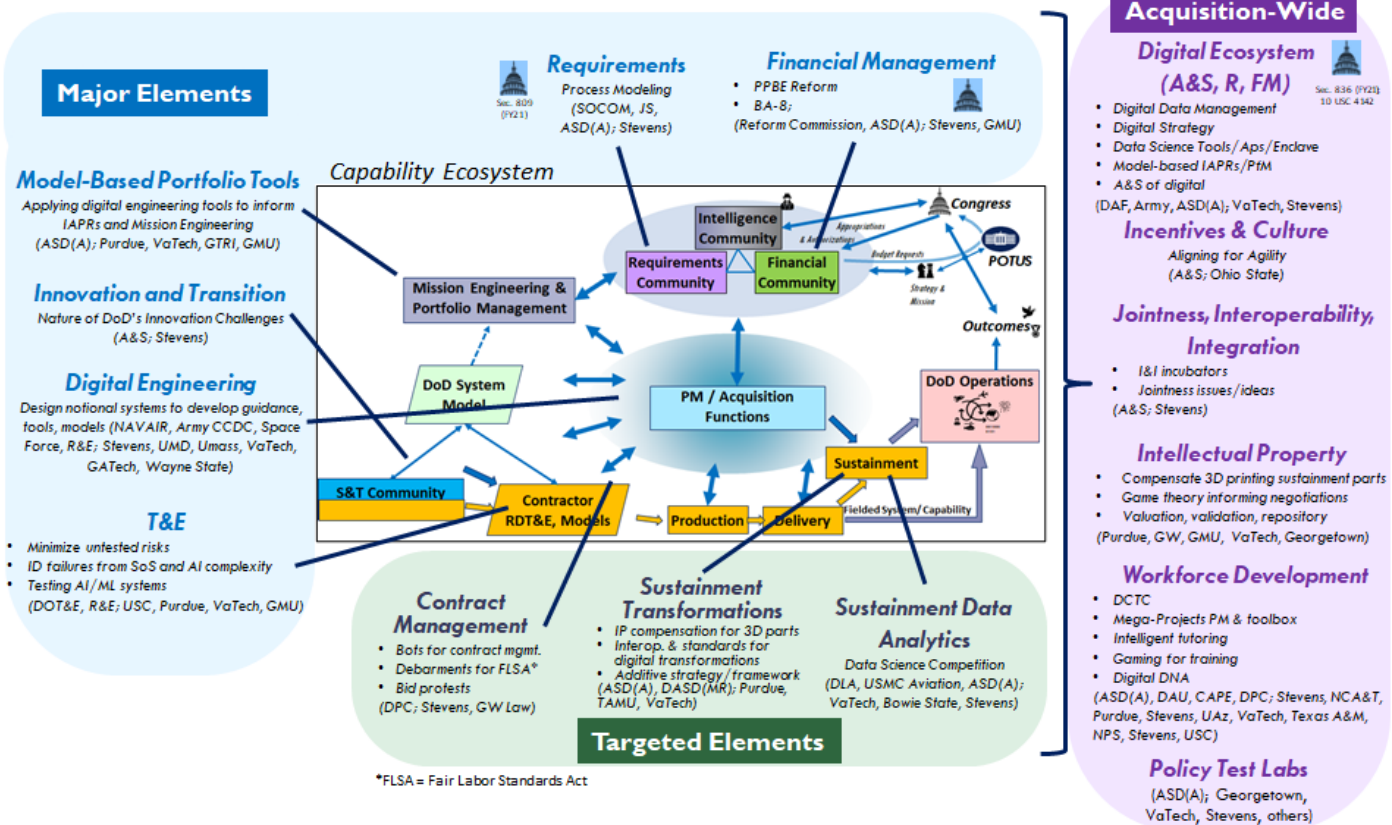 Major Elements
Sec. 809
(FY21)
Requirements
Process Modeling
(SOCOM, JS,
ASD(A); Stevens)
Financial Management
• PPBE Reform
• BA-8;
(Reform Commission, ASD(A); Stevens, GMU)
Model-Based Portfolio Tools
Applying digital engineering tools to inform
IAPRs and Mission Engineering
(ASD(A); Purdue, VaTech, GTRI, GMU)
Innovation and Transition
Nature of DoD's Innovation Challenges
(A&S; Stevens)
Digital Engineering
Design notional systems to develop guidance,
tools, models (NAVAIR, Army CCDC, Space
Force, R&E; Stevens, UMD, Umass, VaTech,
GATech, Wayne State)
T&E
• Minimize untested risks
• ID failures from SoS and AI complexity
• Testing AI/ML systems
(DOT&E, R&E; USC, Purdue, VaTech, GMU)
Capability Ecosystem
Intelligence
Community
Requirements
Community
Financial
Community
Congress
Appropriations
& Authorizations
Budget Requests
POTUS
Strategy &
Mission
Outcomes
Mission Engineering &
Portfolio Management
DoD System
Model
PM / Acquisition
Functions
DoD Operations
Sustainment
S&T Community
Contractor
RDT&E, Models
Production
Delivery
Fielded System/ Capability
Contract
Management
• Bots for contract mgmt.
• Debarments for FLSA*
• Bid protests
(DPC; Stevens, GW Law)
Sustainment
Transformations
• IP compensation for 3D parts
• Interop. & standards for
digital transformations
• Additive strategy/framework
(ASD(A), DASD(MR); Purdue,
TAMU, VaTech)
Sustainment Data
Analytics
Data Science Competition
(DLA, USMC Aviation, ASD(A);
VaTech, Bowie State, Stevens)
Targeted Elements
*FLSA = Fair Labor Standards Act
Acquisition-Wide
Digital Ecosystem
(A&S, R, FM)
Sec. 836 (FY21);
10 USC 4142
• Digital Data Management
• Digital Strategy
• Data Science Tools/Aps/Enclave
• Model-based IAPRs/PfM
• A&S of digital
(DAF, Army, ASD(A); VaTech, Stevens)
Incentives & Culture
Aligning for Agility
(A&S; Ohio State)
Jointness, Interoperability,
Integration
• I&I incubators
• Jointness issues/ideas
(A&S; Stevens)
Intellectual Property
• Compensate 3D printing sustainment parts
• Game theory informing negotiations
• Valuation, validation, repository
(Purdue, GW, GMU, VaTech, Georgetown)
Workforce Development
• DCTC
• Mega-Projects PM & toolbox
• Intelligent tutoring
• Gaming for training
• Digital DNA
(ASD(A), DAU, CAPE, DPC; Stevens, NCA&T,
Purdue, Stevens, UAz, VaTech, Texas A&M,
NPS, Stevens, USC)
Policy Test Labs
(ASD(A); Georgetown,
VaTech, Stevens, others)